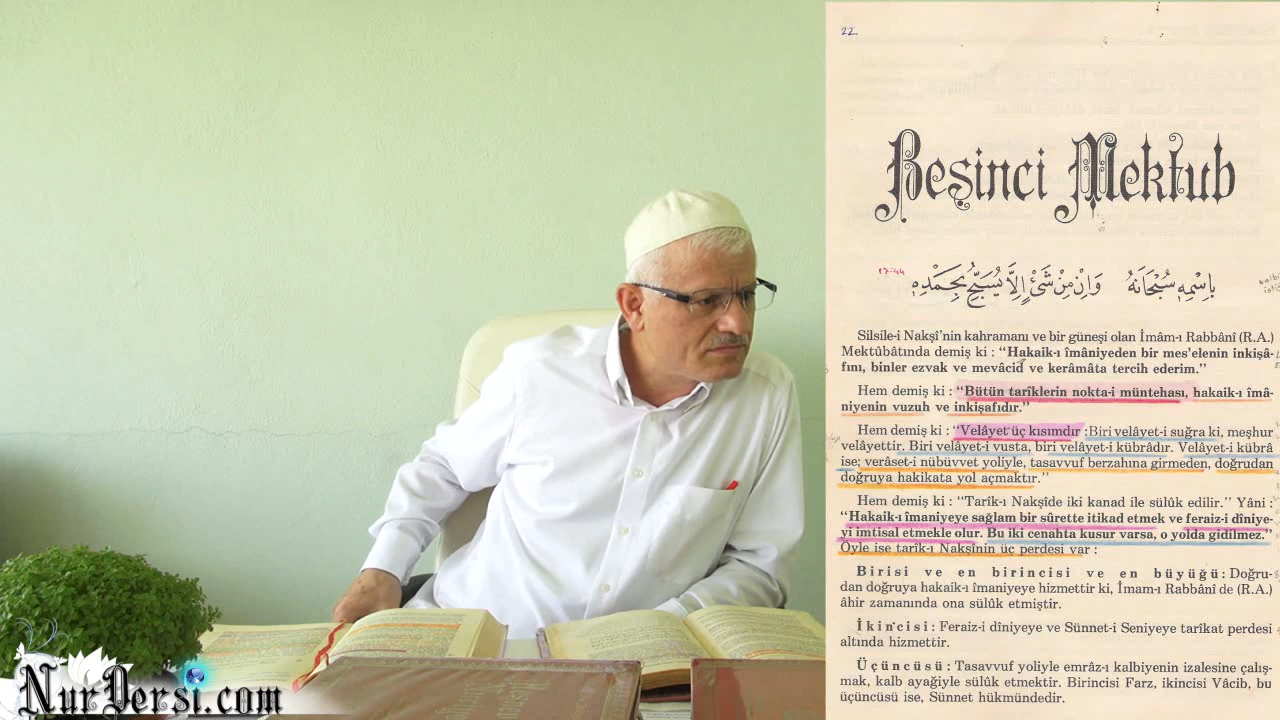 22.
Beşinci Mektub
١٧-٤٤
بِاسْمِهِ سُبْحَانَهُ وَاِنْ مِنْ شَىْءٍ اِلَّا يُسَبِّحُ بِحَمْدِهِ
Silsile-i Nakşî'nin kahramanı ve bir güneşi olan İmâm-ı Rabbânî (R.A.)
Mektûbâtında demiş ki : "Hakaik-ı îmâniyeden bir mes'elenin inkişâ-
fını, binler ezvak ve mevâcid ve kerâmâta tercih ederim."
Hem demiş ki : "Bütün tarîklerin nokta-i müntehası, hakaik-ı îmâ-
niyenin vuzuh ve inkişafıdır."
Hem demiş ki : "Velâyet üç kısımdır :Biri velâyet-i suğra ki, meşhur
velâyettir. Biri velâyet-i vusta, biri velâyet-i kübrâdır. Velâyet-i kübrâ
ise; verâset-i nübüvvet yoliyle, tasavvuf berzahına girmeden, doğrudan
doğruya hakikata yol açmaktır."
Hem demiş ki : "Tarîk-ı Nakşîde iki kanad ile sülûk edilir." Yâni :
"Hakaik-ı îmaniyeye sağlam bir sûrette itikad etmek ve feraiz-i dîniye-
yi imtisal etmekle olur. Bu iki cenahta kusur varsa, o yolda gidilmez."
Öyle ise tarîk-ı Nakşînin üç perdesi var :
Birisi ve en birincisi ve en büyüğü: Doğru-
dan doğruya hakaik-ı îmaniyeye hizmettir ki, İmam-ı Rabbânî de (R.A.)
âhir zamanında ona sülûk etmiştir.
İkincisi: Feraiz-i dîniyeye ve Sünnet-i Seniyeye tarîkat perdesi
altında hizmettir.
Üçüncüsü: Tasavvuf yoliyle emrâz-ı kalbiyenin izalesine çalış-
mak, kalb ayağiyle sülûk etmektir. Birincisi Farz, ikincisi Vâcib, bu
üçüncüsü ise, Sünnet hükmündedir.
NurDersi.com